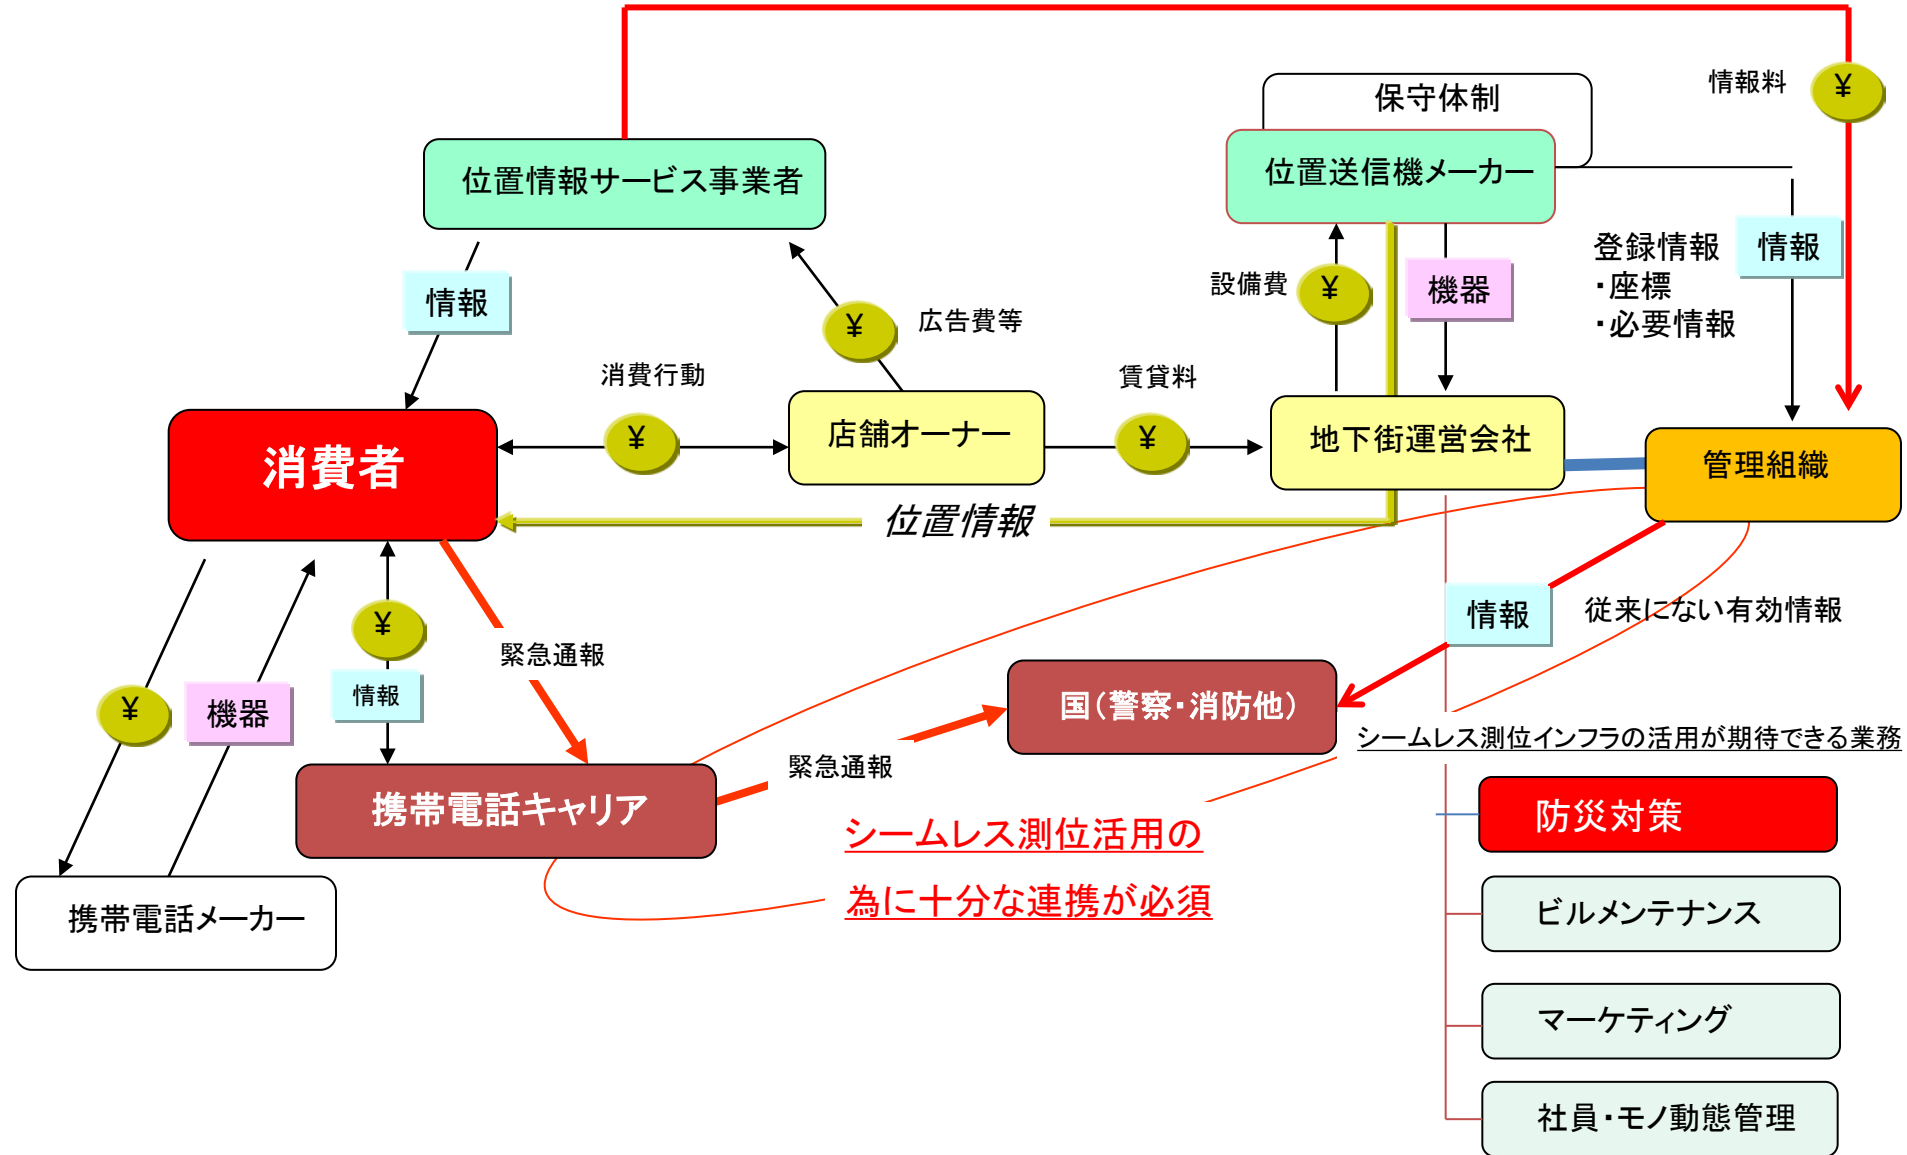 保守体制
情報料
¥
位置情報サービス事業者
位置送信機メーカー
情報
広告費等
¥
設備費
¥
機器
登録情報
・座標
・必要情報
情報
消費行動
¥
賃貸料
¥
消費者
店舗オーナー
地下街運営会社
管理組織
位置情報
¥
情報
緊急通報
情報
従来にない有効情報
¥
機器
国(警察・消防他)
シームレス測位インフラの活用が期待できる業務
緊急通報
携帯電話キャリア
シームレス測位活用の
為に十分な連携が必須
防災対策
携帯電話メーカー
ビルメンテナンス
マーケティング
社員・モノ動態管理